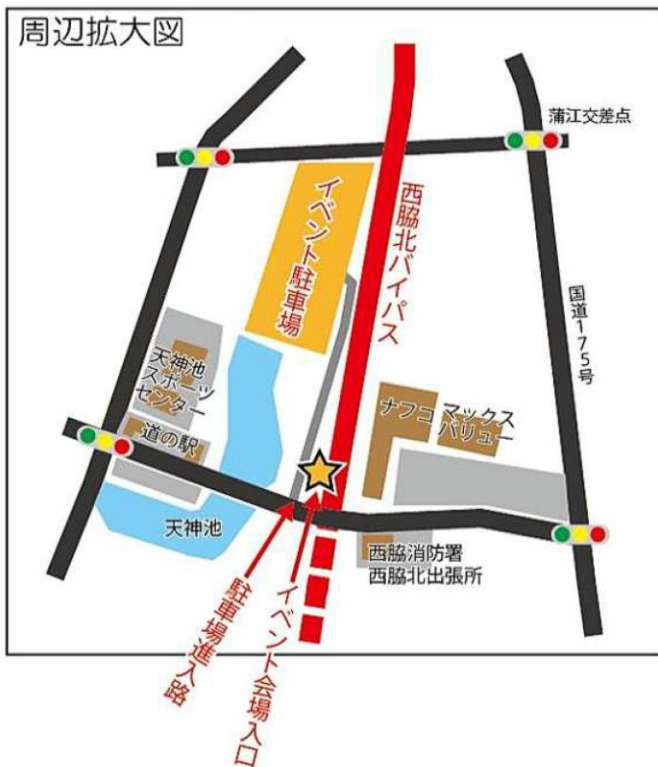 周辺拡大図
蒲江交差点
イベント駐車場
西脇北バイパス
国道175号
天神池
スポーツ
センター
道の駅
ナフコ
マックス
バリュー
天神池
西脇消防署
西脇北出張所
駐車場進入路
イベント会場入口